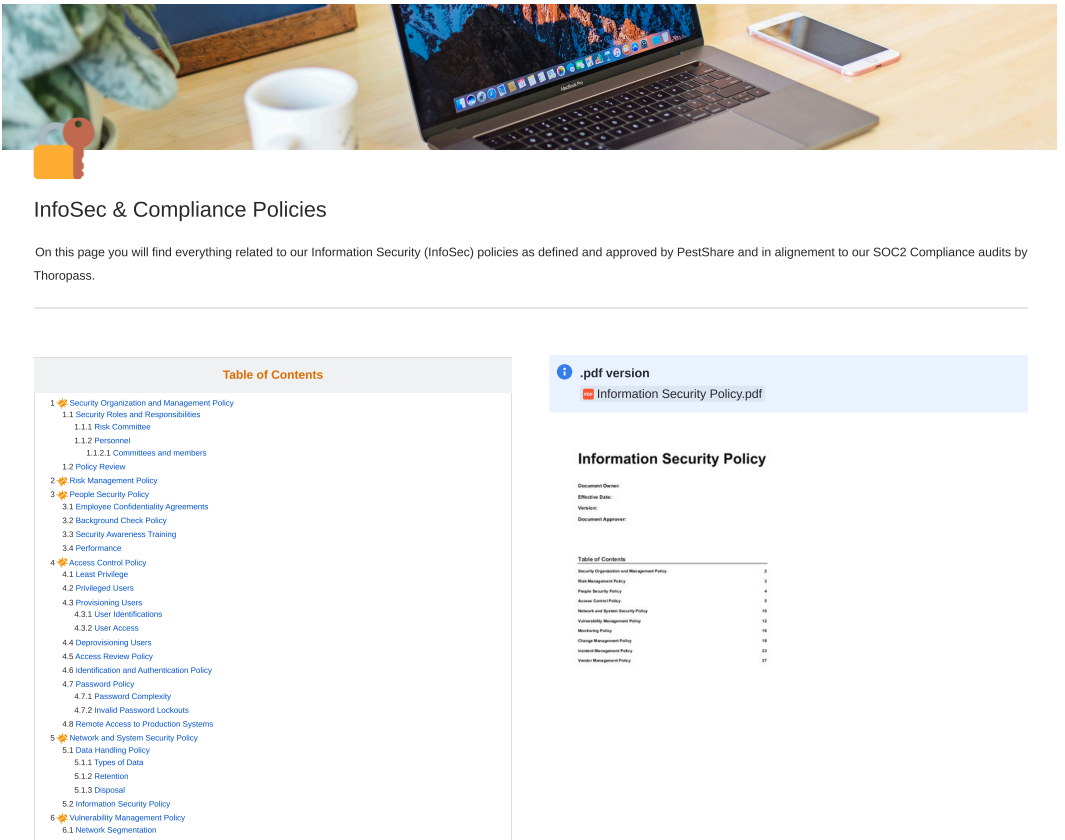 MacBook Pro
InfoSec & Compliance Policies
On this page you will find everything related to our Information Security (InfoSec) policies as defined and approved by PestShare and in alignement to our SOC2 Compliance audits by
Thoropass.
Table of Contents
1 Security Organization and Management Policy
1.1 Security Roles and Responsibilities
1.1.1 Risk Committee
1.1.2 Personnel
1.1.2.1 Committees and members
1.2 Policy Review
2 Risk Management Policy
3 People Security Policy
3.1 Employee Confidentiality Agreements
3.2 Background Check Policy
3.3 Security Awareness Training
3.4 Performance
4 Access Control Policy
4.1 Least Privilege
4.2 Privileged Users
4.3 Provisioning Users
4.3.1 User Identifications
4.3.2 User Access
4.4 Deprovisioning Users
4.5 Access Review Policy
4.6 Identification and Authentication Policy
4.7 Password Policy
4.7.1 Password Complexity
4.7.2 Invalid Password Lockouts
4.8 Remote Access to Production Systems
5 Network and System Security Policy
5.1 Data Handling Policy
5.1.1 Types of Data
5.1.2 Retention
5.1.3 Disposal
5.2 Information Security Policy
6 Vulnerability Management Policy
6.1 Network Segmentation
.pdf version
PDF Information Security Policy.pdf
Information Security Policy
Document Owner:
Effective Date:
Version:
Document Approver:
Table of Contents
Security Organization and Management Policy 2
Risk Management Policy 3
People Security Policy 4
Access Control Policy 5
Network and System Security Policy 10
Vulnerability Management Policy 12
Monitoring Policy 16
Change Management Policy 18
Incident Management Policy 23
Vendor Management Policy 27